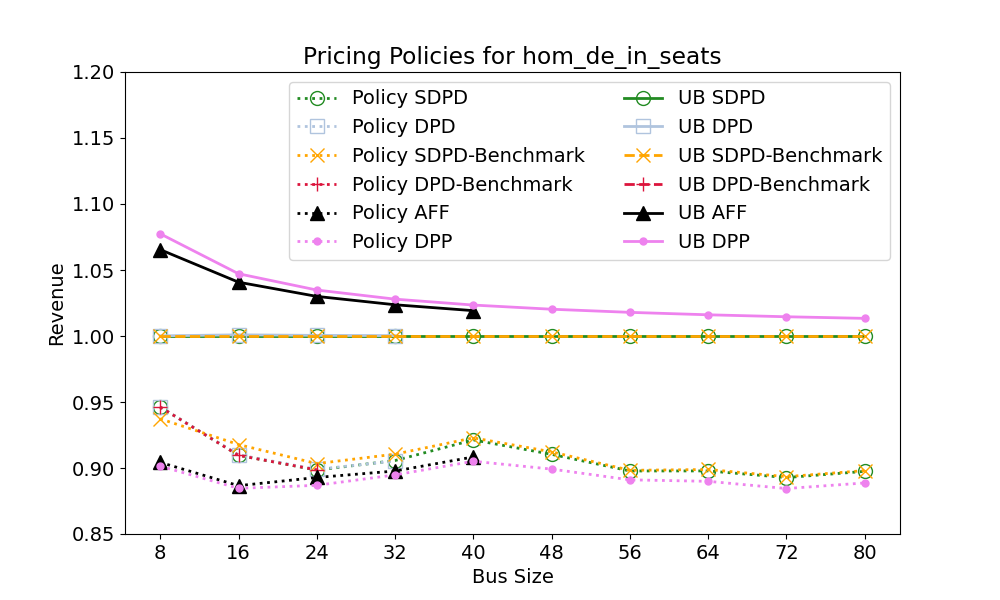 Pricing Policies for hom_de_in_seats
1.20
1.15
1.10
1.05
1.00
0.95
0.90
0.85
Revenue
Policy SDPD
Policy DPD
Policy SDPD-Benchmark
Policy DPD-Benchmark
Policy AFF
Policy DPP
UB SDPD
UB DPD
UB SDPD-Benchmark
UB DPD-Benchmark
UB AFF
UB DPP
8 16 24 32 40 48 56 64 72 80
Bus Size